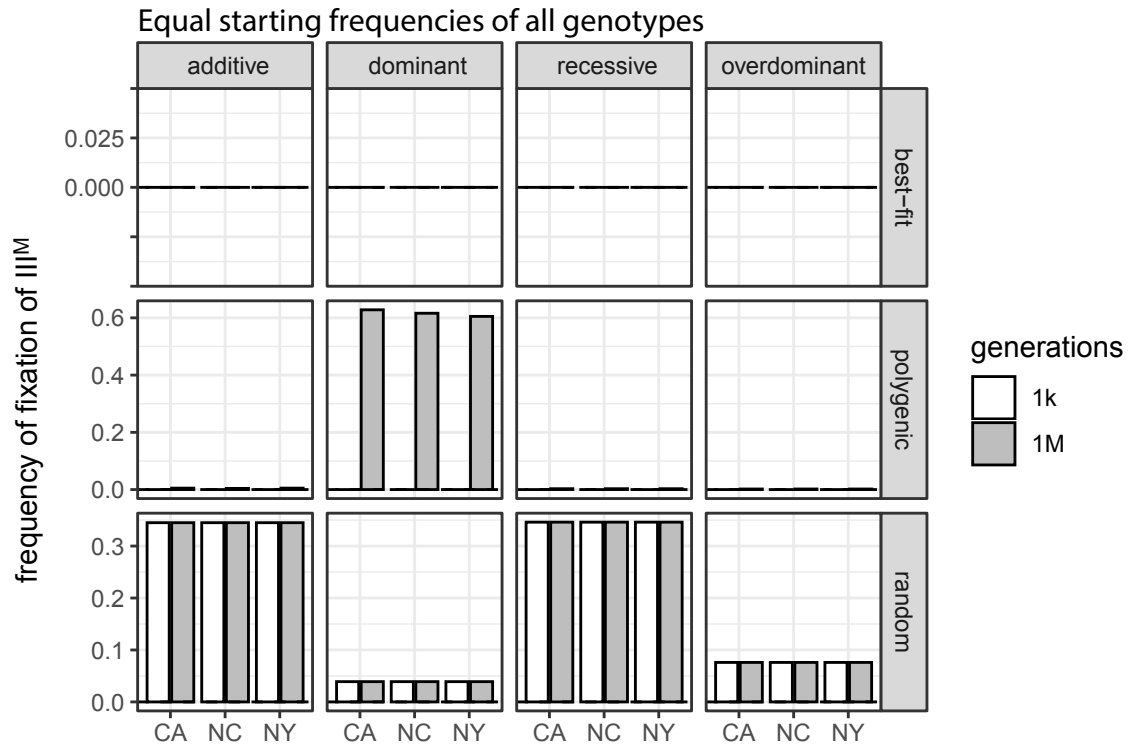 Equal starting frequencies of all genotypes
additive dominant recessive overdominant
0.025
0.000
best−fit
frequency of fixation of IIIᴹ
0.6
0.4
0.2
0.0
polygenic
generations
1k
1M
0.3
0.2
0.1
0.0
random
CA NC NY CA NC NY CA NC NY CA NC NY